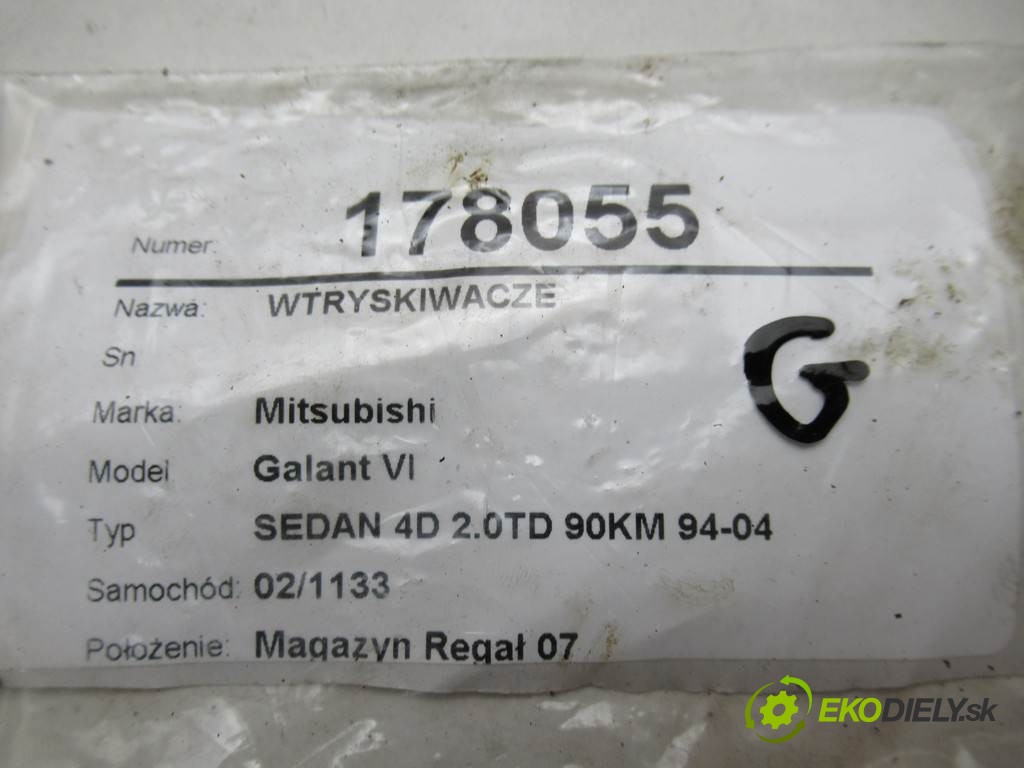 Numer: 178055
Nazwa: WTRYSKIWACZE
Sn
G
Marka: Mitsubishi
Model Galant VI
Typ SEDAN 4D 2.0TD 90KM 94-04
Samochód: 02/1133
Położenie: Magazyn Regał 07
EKODIELY.sk